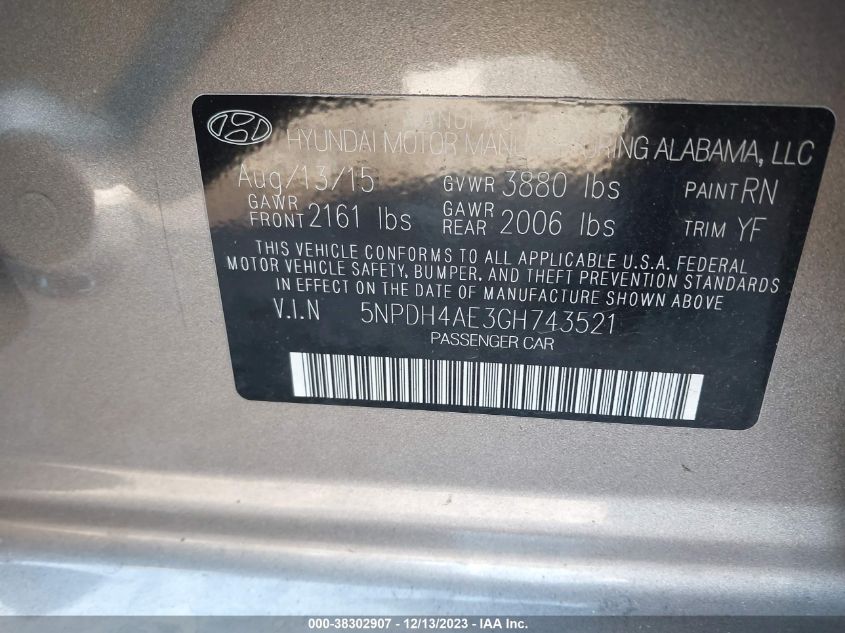 HYUNDAI MOTOR MANUFACTURING ALABAMA, LLC
Aug/13/15 GVWR 3880 lbs PAINT RN
GAWR FRONT 2161 lbs GAWR REAR 2006 lbs TRIM YF
THIS VEHICLE CONFORMS TO ALL APPLICABLE U.S.A. FEDERAL
MOTOR VEHICLE SAFETY, BUMPER, AND THEFT PREVENTION STANDARDS
IN EFFECT ON THE DATE OF MANUFACTURE SHOWN ABOVE
V.I.N 5NPDH4AE3GH743521
PASSENGER CAR
000-38302907 - 12/13/2023 - IAA Inc.